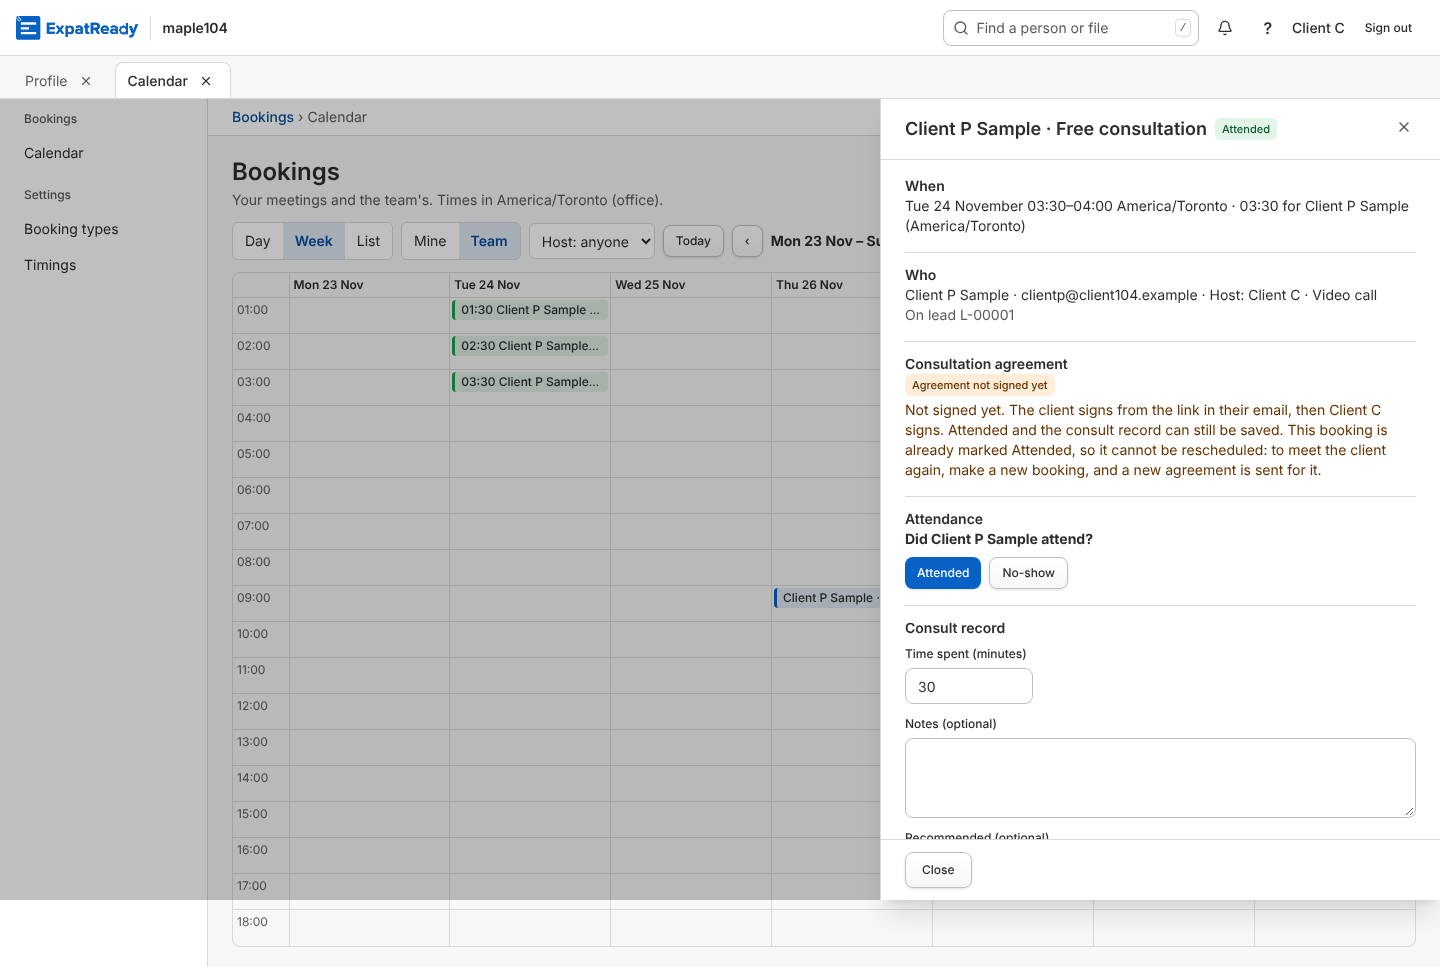 ExpatReady
maple104
Find a person or file
/
?
Client C
Sign out
Profile
Calendar
Bookings
Calendar
Settings
Booking types
Timings
Bookings › Calendar
Bookings
Your meetings and the team's. Times in America/Toronto (office).
Day
Week
List
Mine
Team
Host: anyone
Today
‹
Mon 23 Nov – Su
Mon 23 Nov
Tue 24 Nov
Wed 25 Nov
Thu 26 Nov
01:00
01:30 Client P Sample ...
02:00
02:30 Client P Sample...
03:00
03:30 Client P Sample...
04:00
05:00
06:00
07:00
08:00
09:00
Client P Sample ·
10:00
11:00
12:00
13:00
14:00
15:00
16:00
17:00
18:00
Client P Sample · Free consultation
Attended
When
Tue 24 November 03:30–04:00 America/Toronto · 03:30 for Client P Sample
(America/Toronto)
Who
Client P Sample · clientp@client104.example · Host: Client C · Video call
On lead L-00001
Consultation agreement
Agreement not signed yet
Not signed yet. The client signs from the link in their email, then Client C
signs. Attended and the consult record can still be saved. This booking is
already marked Attended, so it cannot be rescheduled: to meet the client
again, make a new booking, and a new agreement is sent for it.
Attendance
Did Client P Sample attend?
Attended
No-show
Consult record
Time spent (minutes)
30
Notes (optional)
Recommended (optional)
Close